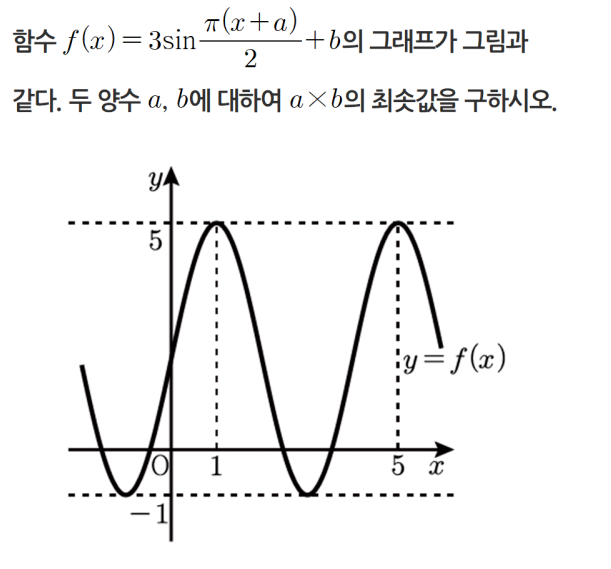 함수 f(x)=3sin π(x+a)/2 +b의 그래프가 그림과
같다. 두 양수 a, b에 대하여 a×b의 최솟값을 구하시오.
y
5
y=f(x)
O 1 5 x
−1